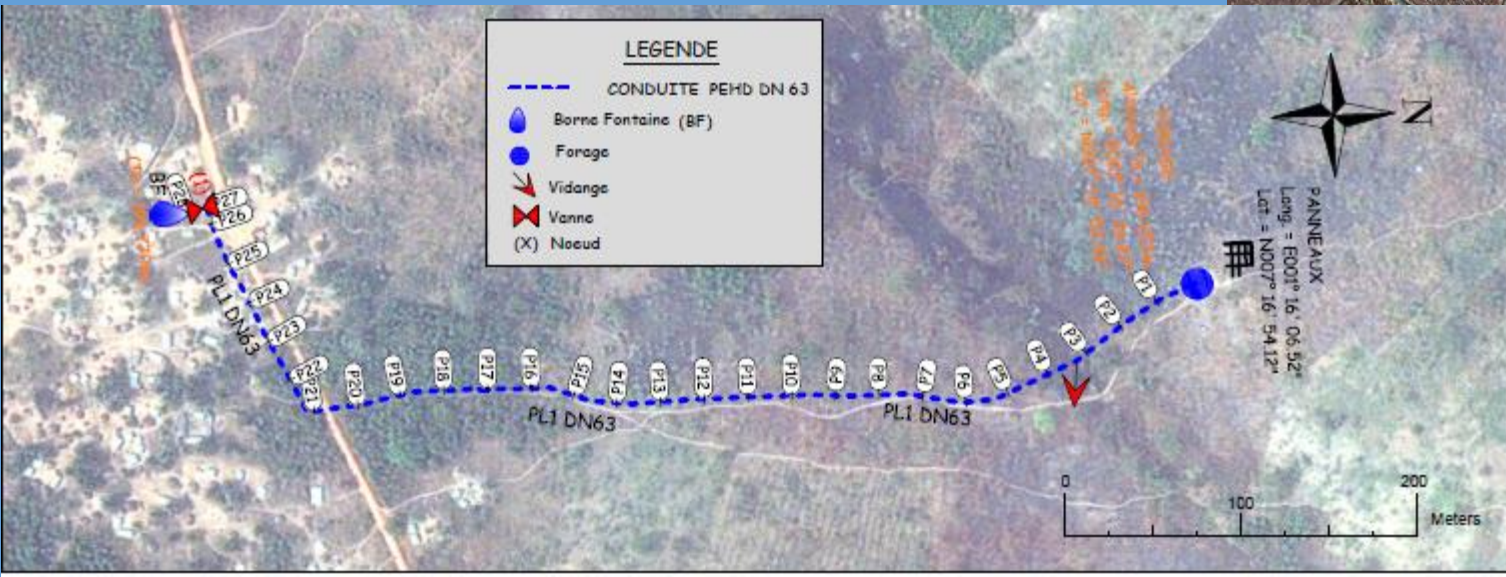 LEGENDE
CONDUITE PEHD DN 63
Borne Fontaine (BF)
Forage
Vidange
Vanne
(X) Noeud
N
PANNEAUX
Long. = E001° 16' 06.52"
Lat = N007° 16' 54.12"
P1
P2
P3
P4
P5
P6
P7
P8
P9
P10
P11
P12
P13
P14
P15
P16
P17
P18
P19
P20
P21
P22
P23
P24
P25
P26
P27
BF
(1)
PL1 DN63
PL1 DN63
PL1 DN63
0
100
200
Meters